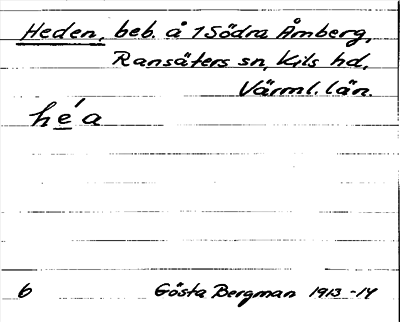 Heden, beb. å 1 Södra Åmberg,
Ransäters sn, Kils hd.
Värml. län.
he´a
6 Gösta Bergman 1913-14